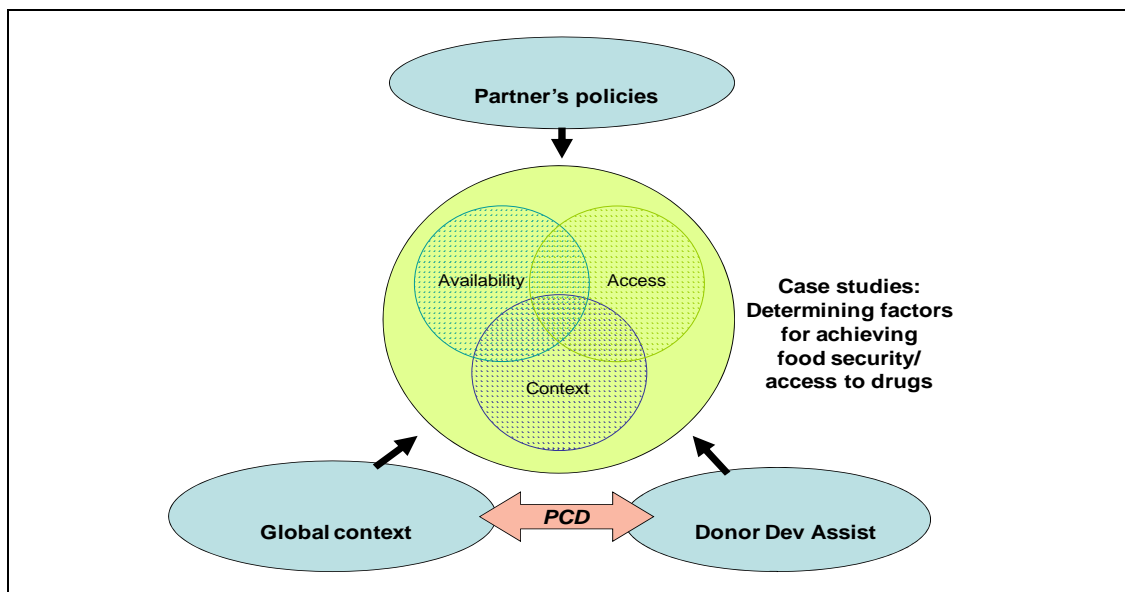 Partner's policies
Availability
Access
Context
Case studies:
Determining factors
for achieving
food security/
access to drugs
Global context
PCD
Donor Dev Assist